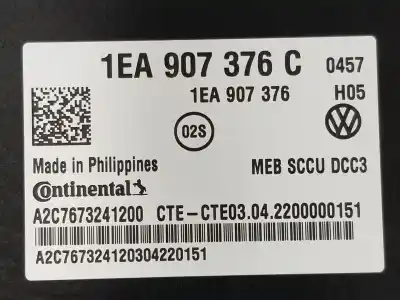 1EA 907 376 C 0457
1EA 907 376 H05
02S
Made in Philippines
MEB SCCU DCC3
Continental
A2C7673241200 CTE-CTE03.04.2200000151
A2C767324120304220151